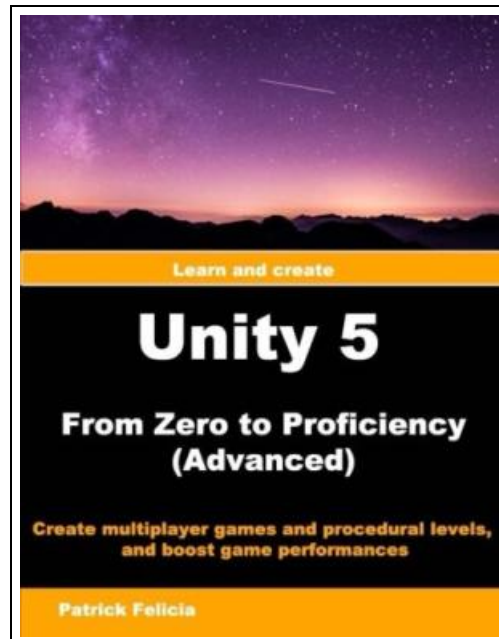 Learn and create
Unity 5
From Zero to Proficiency
(Advanced)
Create multiplayer games and procedural levels,
and boost game performances
Patrick Felicia